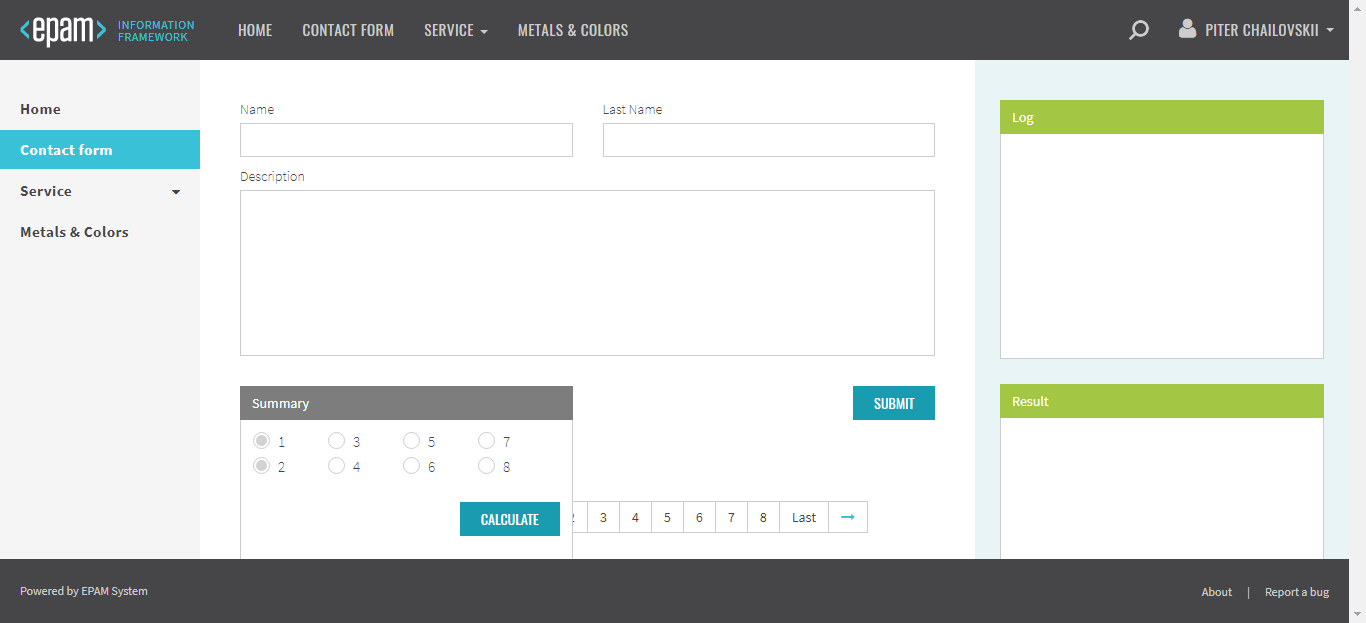 <epam> INFORMATION FRAMEWORK
HOME CONTACT FORM SERVICE METALS & COLORS PITER CHAILOVSKII
Home
Contact form
Service
Metals & Colors
Name Last Name
Description
Log
Result
Summary
1 3 5 7
2 4 6 8
SUBMIT
CALCULATE
3 4 5 6 7 8 Last →
Powered by EPAM System About | Report a bug